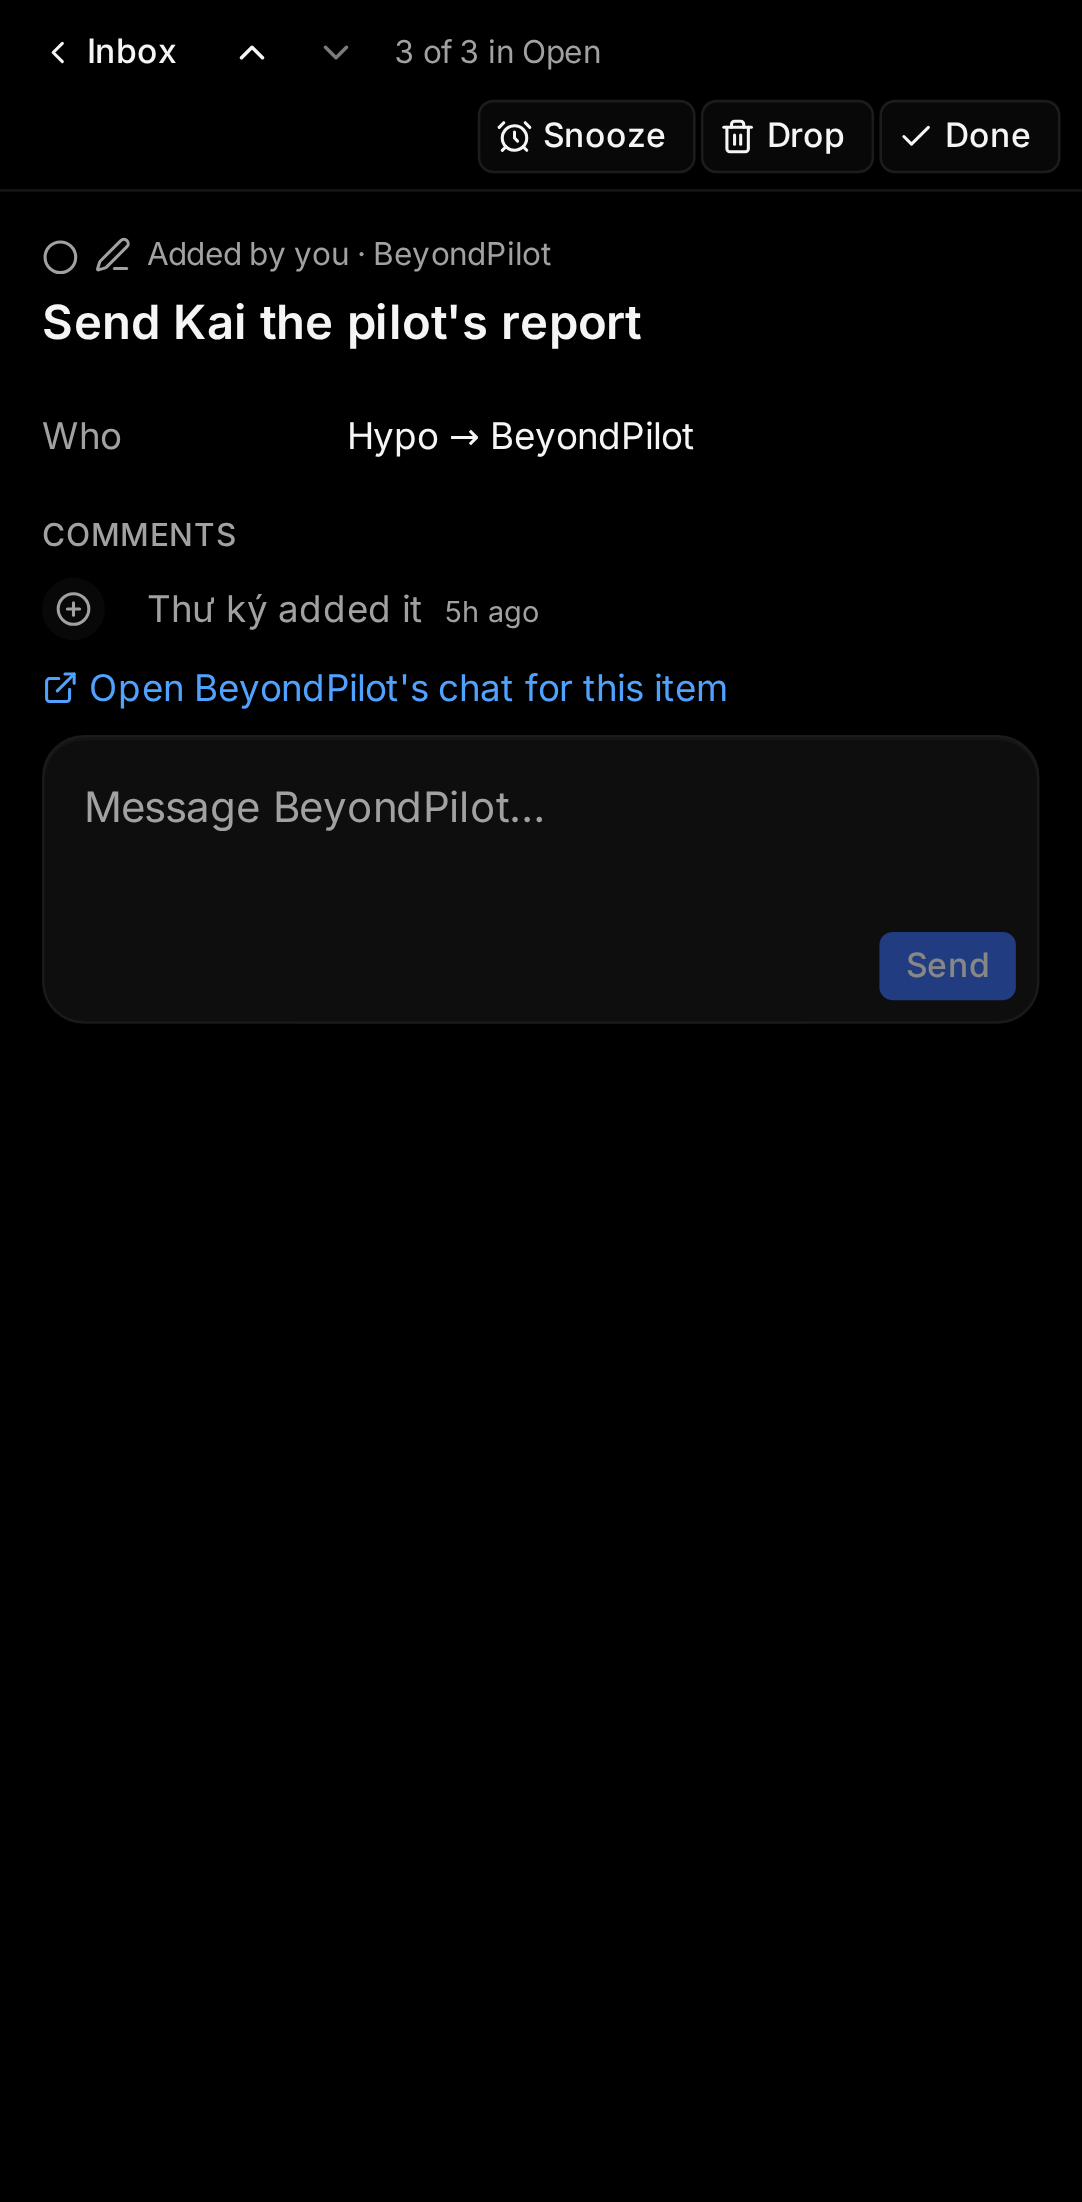 Inbox
3 of 3 in Open
Snooze
Drop
Done
Added by you · BeyondPilot
Send Kai the pilot's report
Who
Hypo → BeyondPilot
COMMENTS
Thư ký added it 5h ago
Open BeyondPilot's chat for this item
Message BeyondPilot...
Send